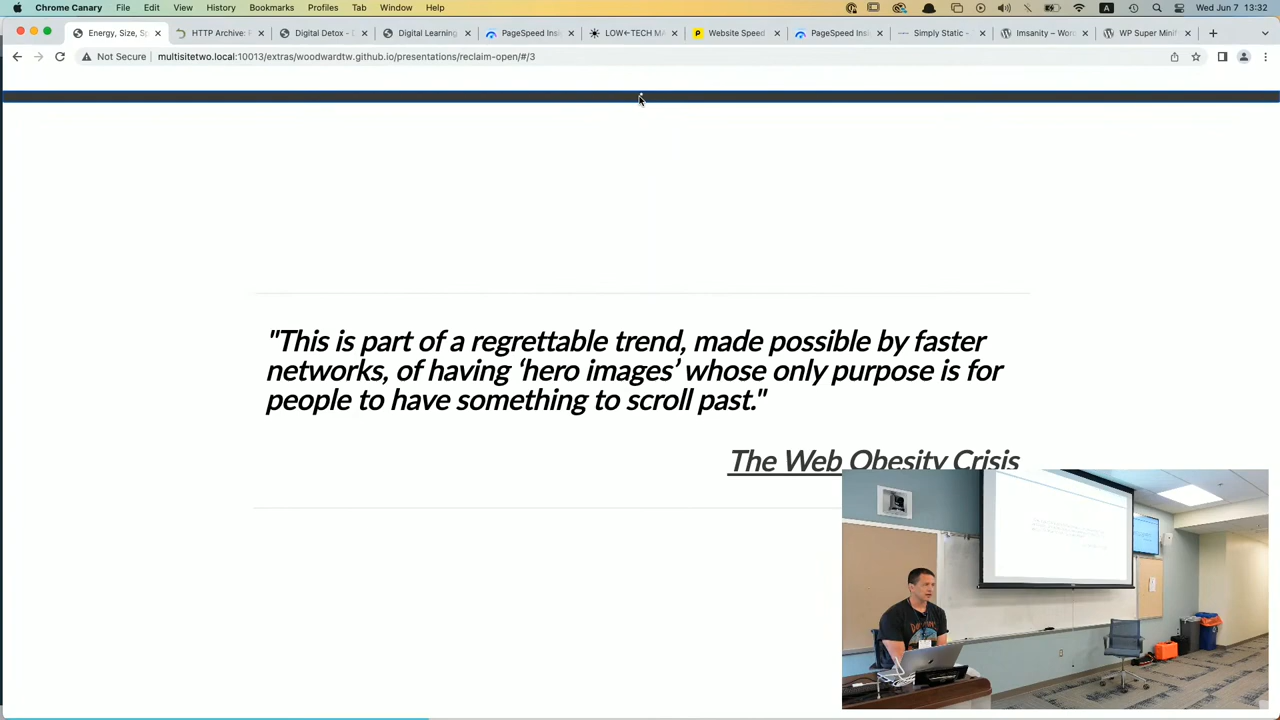 Chrome Canary File Edit View History Bookmarks Profiles Tab Window Help A Wed Jun 7 13:32
Energy, Size, Sp HTTP Archive: F Digital Detox - D Digital Learning PageSpeed Insi LOW←TECH MA Website Speed PageSpeed Insi Simply Static - Imsanity – Word WP Super Minif
Not Secure multisitetwo.local:10013/extras/woodwardtw.github.io/presentations/reclaim-open/#/3
"This is part of a regrettable trend, made possible by faster
networks, of having ‘hero images’ whose only purpose is for
people to have something to scroll past."
The Web Obesity Crisis